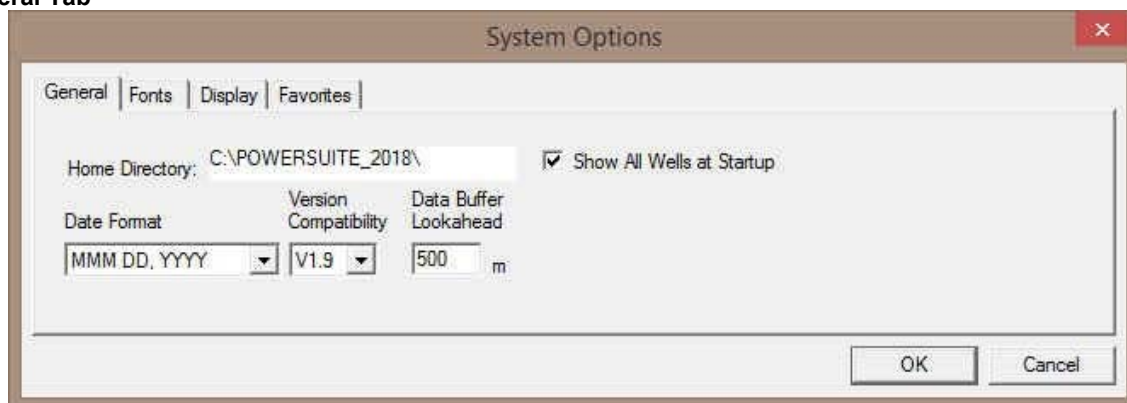 System Options
General Fonts Display Favorites
Home Directory: C:\POWERSUITE_2018\ Show All Wells at Startup
Date Format Version Compatibility Data Buffer Lookahead
MMM DD, YYYY V1.9 500 m
OK Cancel